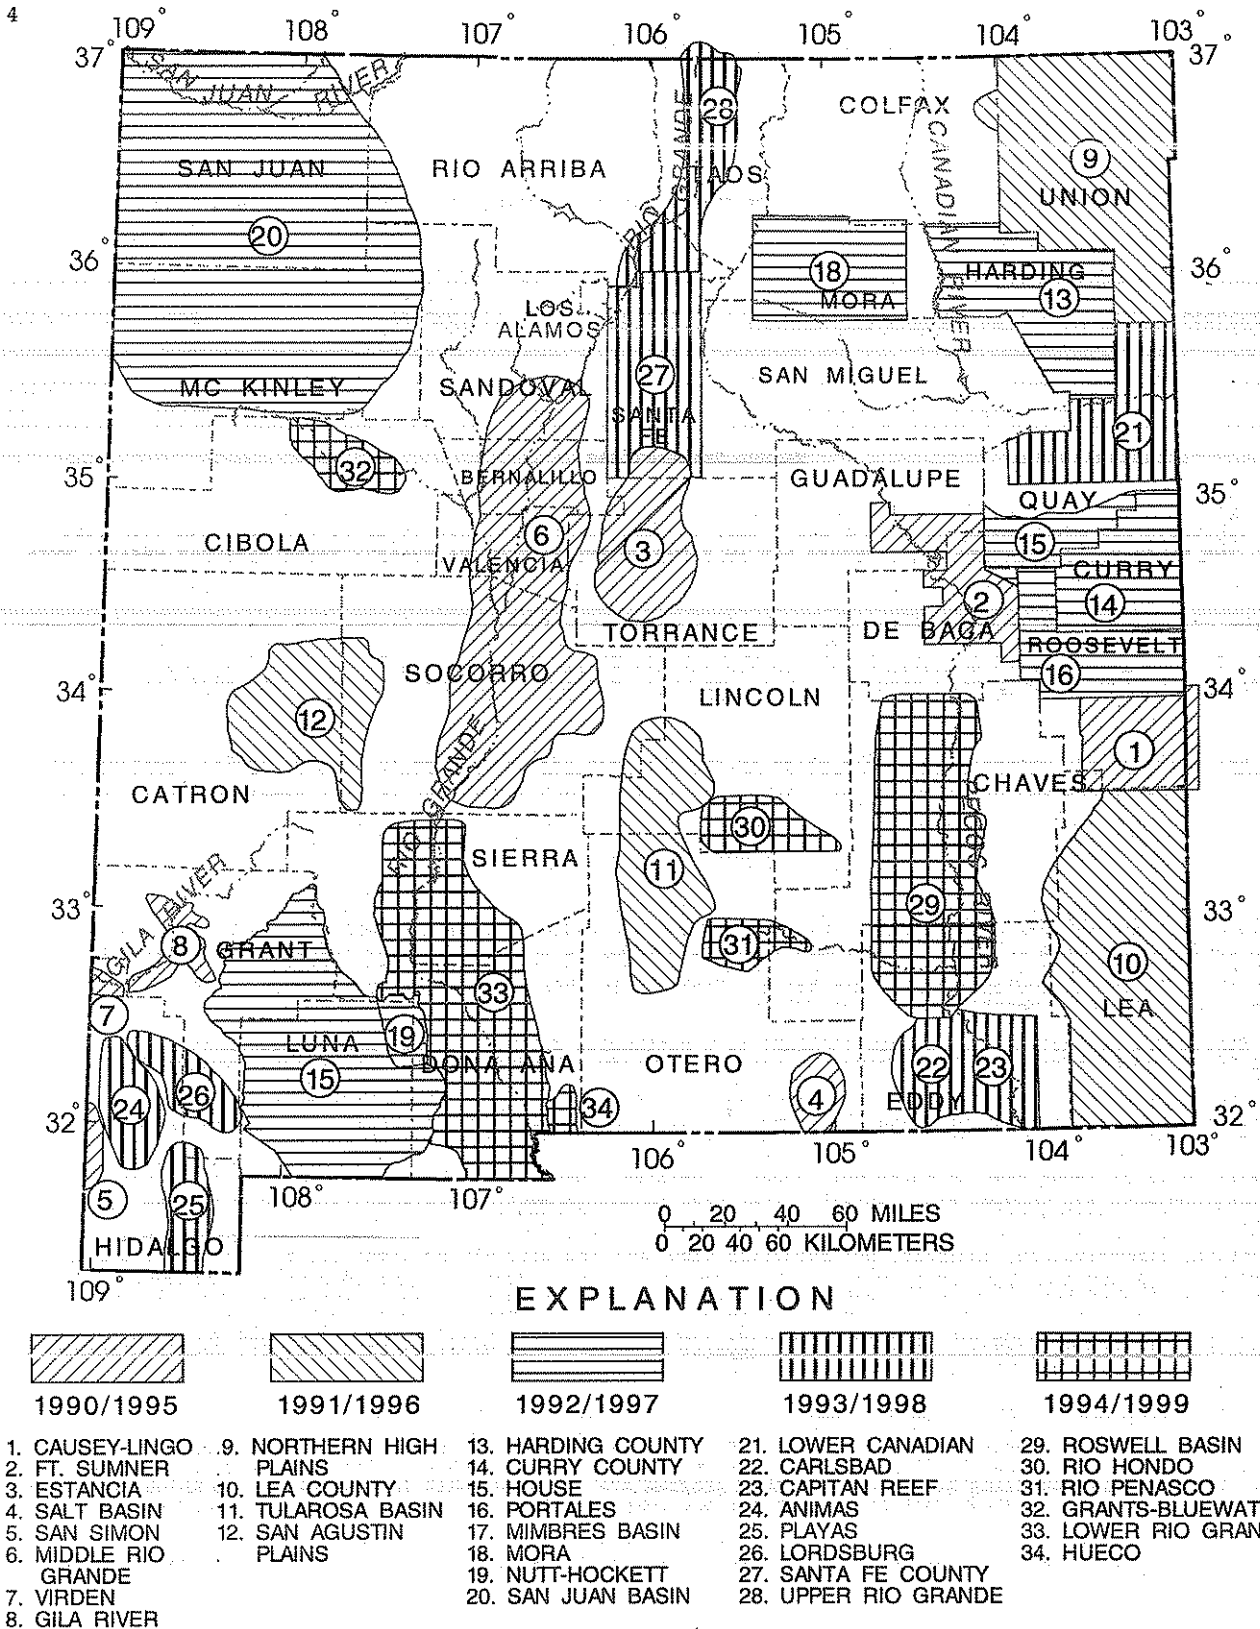 4
109° 108° 107° 106° 105° 104° 103°
37° 37°
SAN JUAN RIVER
28
COLFAX
9
SAN JUAN
RIO ARRIBA
TAOS
UNION
RIO GRANDE
CANADIAN RIVER
20
36° 36°
18
HARDING
13
MORA
LOS
ALAMOS
MC KINLEY
SANDOVAL
27
SAN MIGUEL
SANTA
FE
21
32
35° 35°
BERNALILLO
GUADALUPE
QUAY
CIBOLA
6
3
15
VALENCIA
CURRY
2
14
TORRANCE
DE BACA
ROOSEVELT
SOCORRO
16
34° 34°
LINCOLN
12
1
CATRON
RIO GRANDE
CHAVES
PECOS RIVER
30
SIERRA
11
29
33° 33°
GILA RIVER
8
GRANT
31
10
33
7
LEA
19
LUNA
15
DONA ANA
OTERO
22
23
26
24
4
EDDY
34
32° 32°
106° 105° 104° 103°
5
25
108° 107°
0 20 40 60 MILES
0 20 40 60 KILOMETERS
HIDALGO
109°
EXPLANATION
1990/1995 1991/1996 1992/1997 1993/1998 1994/1999
1. CAUSEY-LINGO
2. FT. SUMNER
3. ESTANCIA
4. SALT BASIN
5. SAN SIMON
6. MIDDLE RIO
GRANDE
7. VIRDEN
8. GILA RIVER
9. NORTHERN HIGH
PLAINS
10. LEA COUNTY
11. TULAROSA BASIN
12. SAN AGUSTIN
PLAINS
13. HARDING COUNTY
14. CURRY COUNTY
15. HOUSE
16. PORTALES
17. MIMBRES BASIN
18. MORA
19. NUTT-HOCKETT
20. SAN JUAN BASIN
21. LOWER CANADIAN
22. CARLSBAD
23. CAPITAN REEF
24. ANIMAS
25. PLAYAS
26. LORDSBURG
27. SANTA FE COUNTY
28. UPPER RIO GRANDE
29. ROSWELL BASIN
30. RIO HONDO
31. RIO PENASCO
32. GRANTS-BLUEWAT
33. LOWER RIO GRAN
34. HUECO